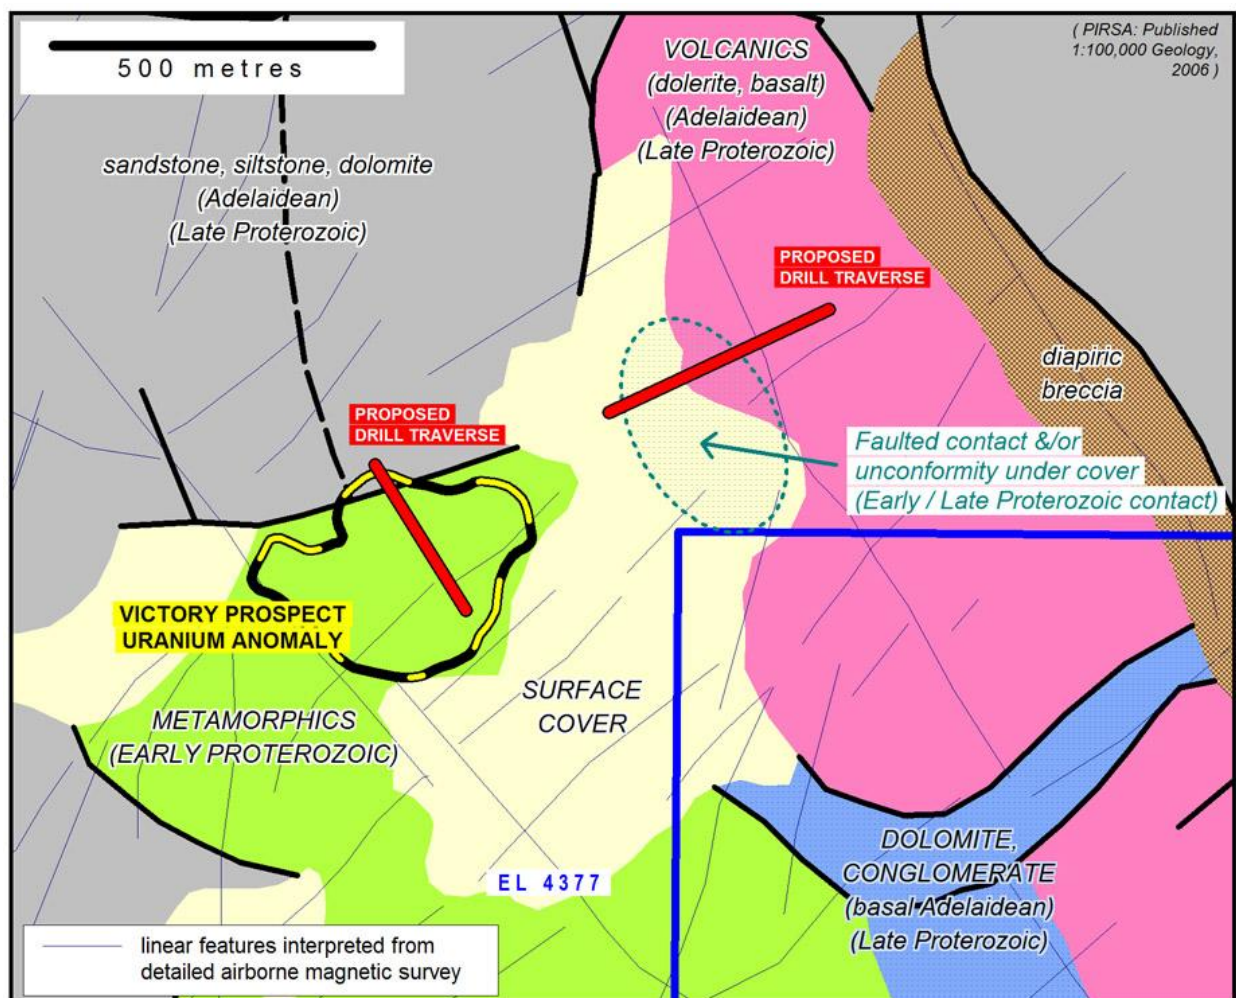 500 metres
( PIRSA: Published
1:100,000 Geology,
2006 )
VOLCANICS
(dolerite, basalt)
(Adelaidean)
(Late Proterozoic)
sandstone, siltstone, dolomite
(Adelaidean)
(Late Proterozoic)
PROPOSED
DRILL TRAVERSE
diapiric
breccia
PROPOSED
DRILL TRAVERSE
Faulted contact &/or
unconformity under cover
(Early / Late Proterozoic contact)
VICTORY PROSPECT
URANIUM ANOMALY
SURFACE
COVER
METAMORPHICS
(EARLY PROTEROZOIC)
EL 4377
DOLOMITE,
CONGLOMERATE
(basal Adelaidean)
(Late Proterozoic)
linear features interpreted from
detailed airborne magnetic survey